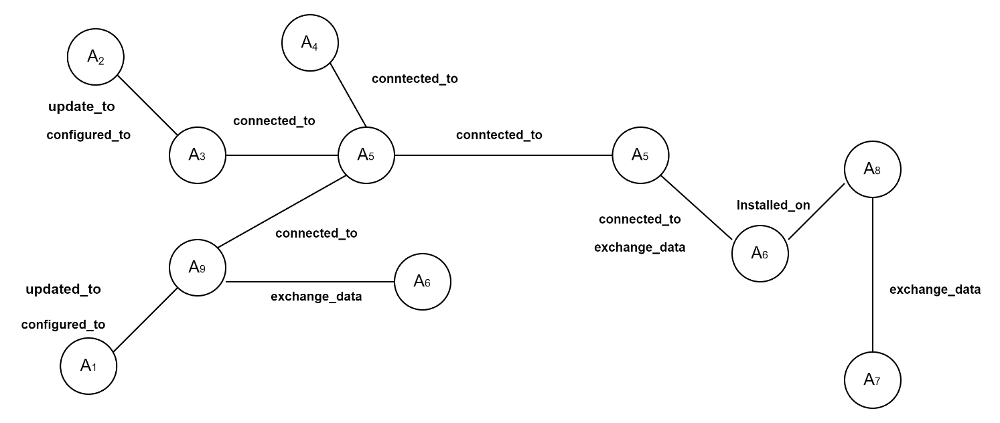 A4
A2
conntected_to
update_to
connected_to
configured_to
conntected_to
A3
A5
A5
A8
Installed_on
connected_to
connected_to
exchange_data
A6
A9
A6
updated_to
exchange_data
exchange_data
configured_to
A1
A7